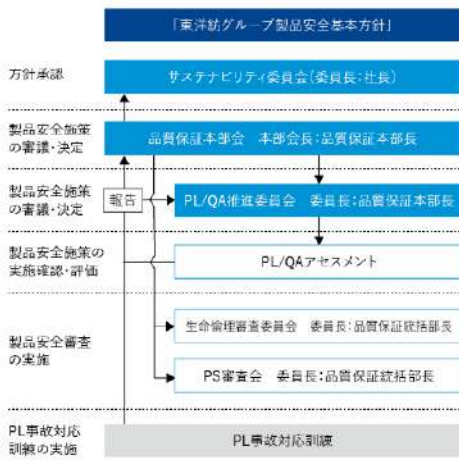 「東洋紡グループ製品安全基本方針」
方針承認
サステナビリティ委員会(委員長:社長)
製品安全施策
の審議・決定
品質保証本部会 本部会長:品質保証本部長
製品安全施策
の審議・決定
報告
PL/QA推進委員会 委員長:品質保証本部長
製品安全施策の
実施確認・評価
PL/QAアセスメント
製品安全審査
の実施
生命倫理審査委員会 委員長:品質保証統括部長
PS審査会 委員長:品質保証統括部長
PL事故対応
訓練の実施
PL事故対応訓練